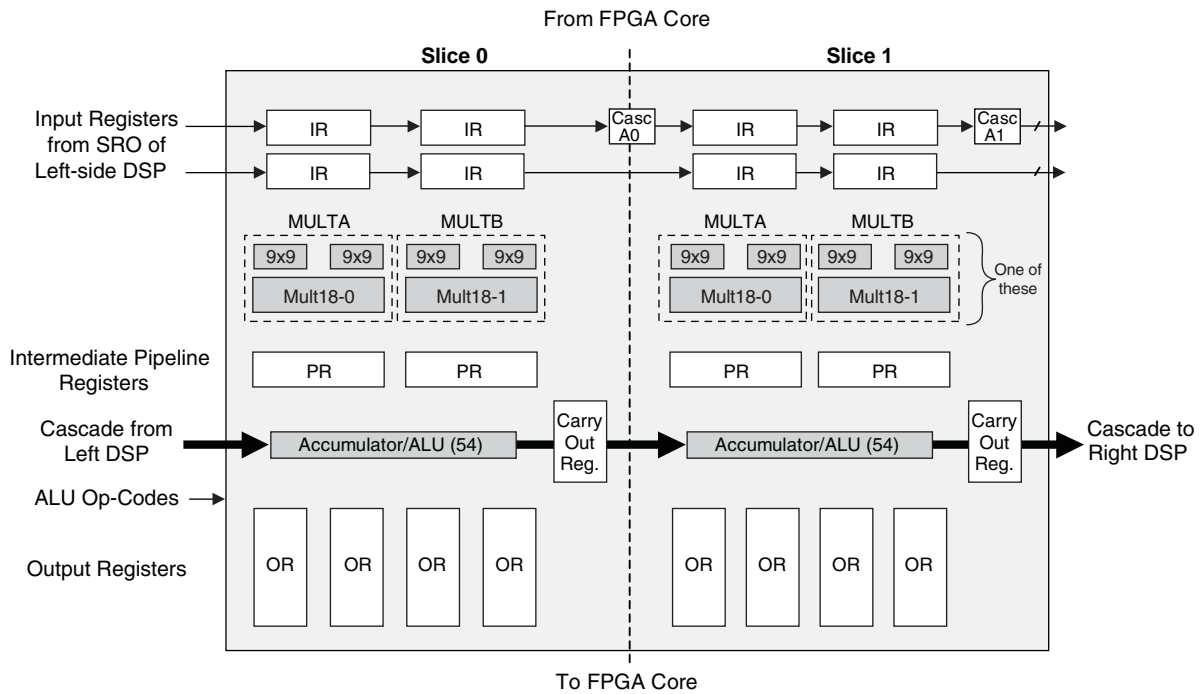 From FPGA Core
Slice 0
Slice 1
Input Registers
from SRO of
Left-side DSP
IR
IR
Casc
A0
IR
IR
Casc
A1
IR
IR
IR
IR
MULTA
MULTB
MULTA
MULTB
9x9
9x9
9x9
9x9
9x9
9x9
9x9
9x9
One of
these
Mult18-0
Mult18-1
Mult18-0
Mult18-1
Intermediate Pipeline
Registers
PR
PR
PR
PR
Cascade from
Left DSP
Accumulator/ALU (54)
Carry
Out
Reg.
Accumulator/ALU (54)
Carry
Out
Reg.
Cascade to
Right DSP
ALU Op-Codes
Output Registers
OR
OR
OR
OR
OR
OR
OR
OR
To FPGA Core